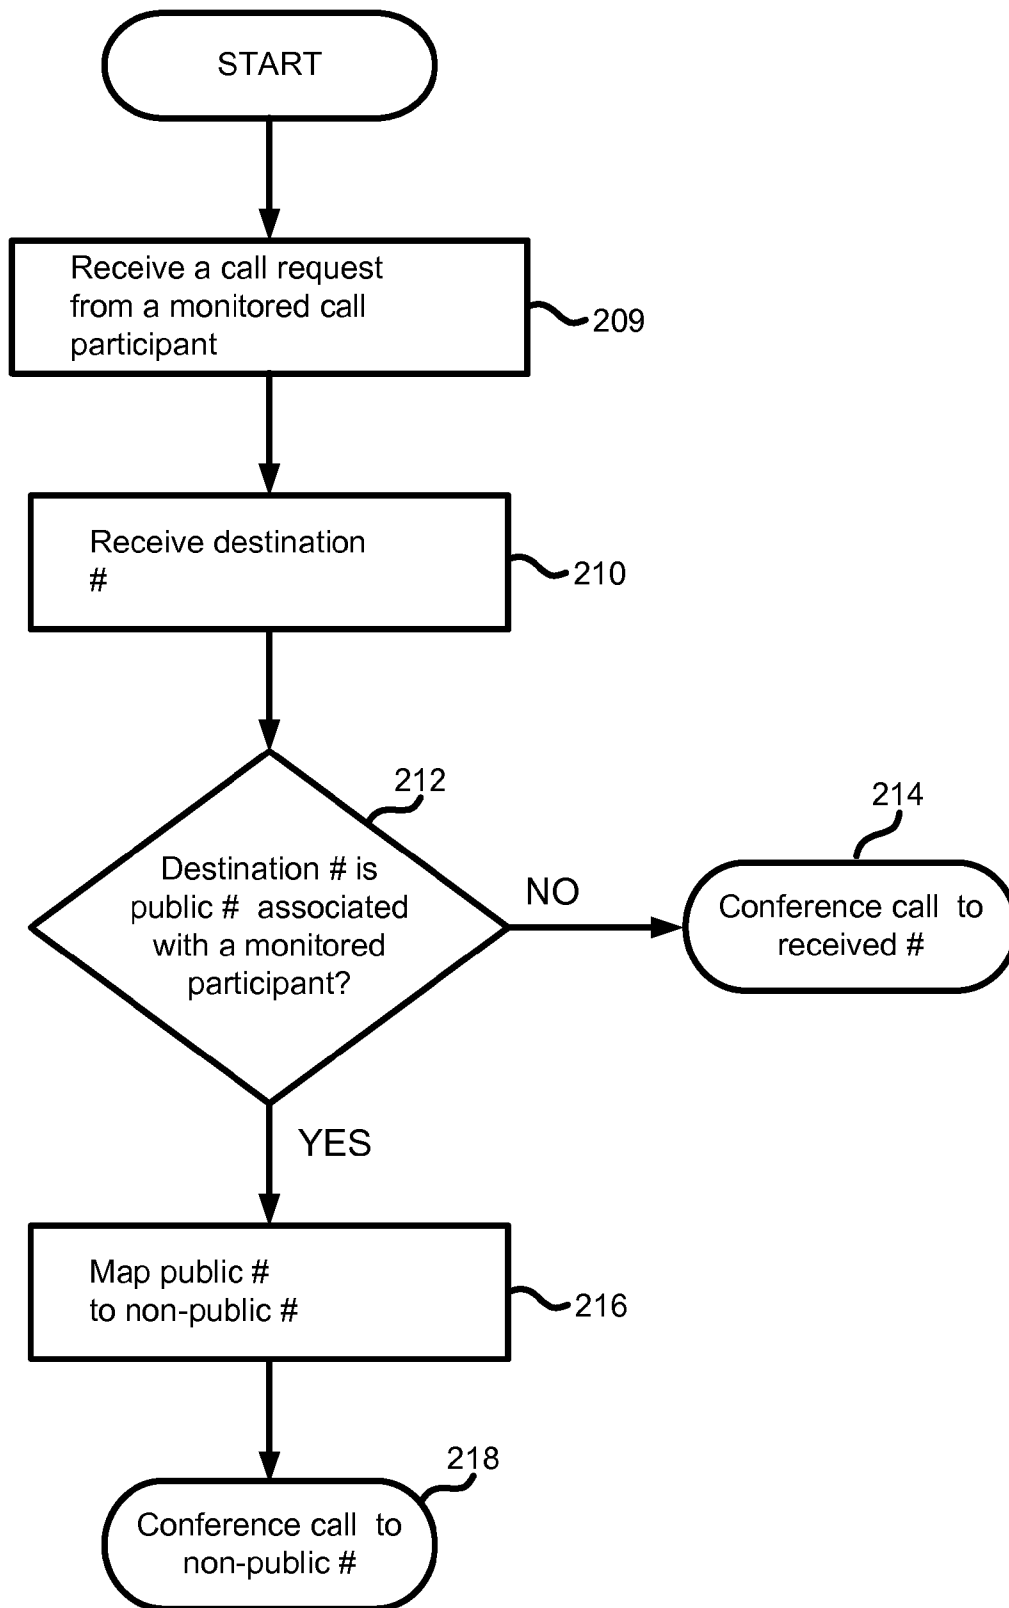 START
Receive a call request
from a monitored call
participant
209
Receive destination
#
210
212
Destination # is
public # associated
with a monitored
participant?
NO
214
Conference call to
received #
YES
Map public #
to non-public #
216
218
Conference call to
non-public #